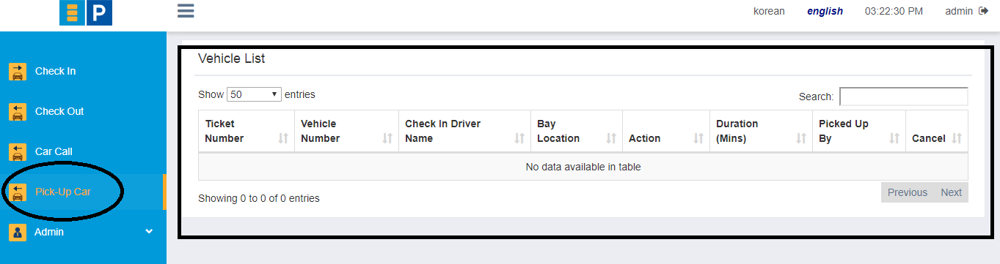 P
korean english 03:22:30 PM admin
Check In
Check Out
Car Call
Pick-Up Car
Admin
Vehicle List
Show 50 entries
Search:
Ticket Number Vehicle Number Check In Driver Name Bay Location Action Duration (Mins) Picked Up By Cancel
No data available in table
Showing 0 to 0 of 0 entries
Previous Next